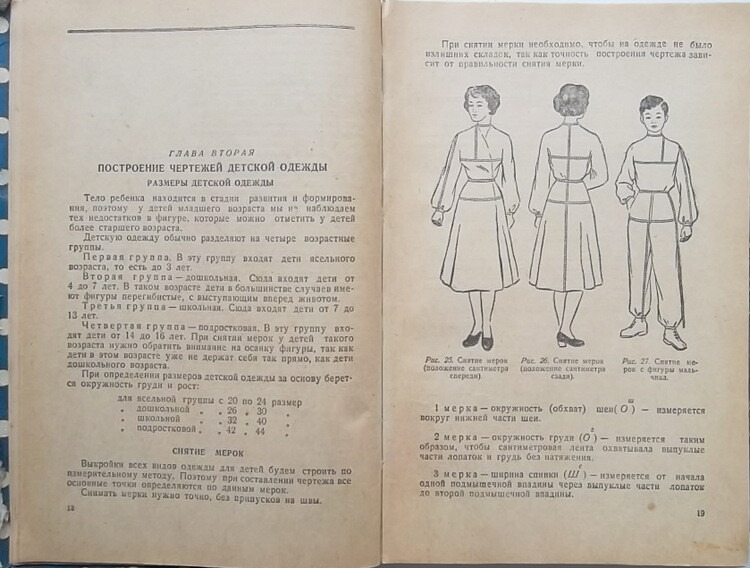 ГЛАВА ВТОРАЯ
ПОСТРОЕНИЕ ЧЕРТЕЖЕЙ ДЕТСКОЙ ОДЕЖДЫ
РАЗМЕРЫ ДЕТСКОЙ ОДЕЖДЫ
Тело ребенка находится в стадии развития и формирова-
ния, поэтому у детей младшего возраста мы не наблюдаем
тех недостатков в фигуре, которые можно отметить у детей
более старшего возраста.
Детскую одежду обычно разделяют на четыре возрастные
группы.
Первая группа. В эту группу входят дети ясельного
возраста, то есть до 3 лет.
Вторая группа — дошкольная. Сюда входят дети от
4 до 7 лет. В таком возрасте дети в большинстве случаев име-
ют фигуры перегибистые, с выступающим вперед животом.
Третья группа — школьная. Сюда входят дети от 7 до
13 лет.
Четвертая группа — подростковая. В эту группу вхо-
дят дети от 14 до 16 лет. При снятии мерок у детей такого
возраста нужно обратить внимание на осанку фигуры, так как
дети в этом возрасте уже не держат себя так прямо, как дети
дошкольного возраста.
При определении размеров детской одежды за основу берет-
ся окружность груди и рост:
для ясельной группы с 20 по 24 размер
„ дошкольной „ „ 26 „ 30 „
„ школьной „ „ 32 „ 40 „
„ подростковой „ „ 42 „ 44 „
СНЯТИЕ МЕРОК
Выкройки всех видов одежды для детей будем строить по
измерительному методу. Поэтому при составлении чертежа все
основные точки определяются по данным мерок.
Снимать мерки нужно точно, без припусков на швы.
18
При снятии мерки необходимо, чтобы на одежде не было
излишних складок, так как точность построения чертежа зави-
сит от правильности снятия мерки.
Рис. 25. Снятие мерок
(положение сантиметра
спереди).
Рис. 26. Снятие мерок
(положение сантиметра
сзади).
Рис. 27. Снятие ме-
рок с фигуры маль-
чика.
1 мерка — окружность (обхват) шеи (О ш) — измеряется
вокруг нижней части шеи.
2 мерка — окружность груди (О г) — измеряется таким
образом, чтобы сантиметровая лента охватывала выпуклые
части лопаток и грудь без натяжения.
3 мерка — ширина спинки (Ш с) — измеряется от начала
одной подмышечной впадины через выпуклые части лопаток
до второй подмышечной впадины.
19